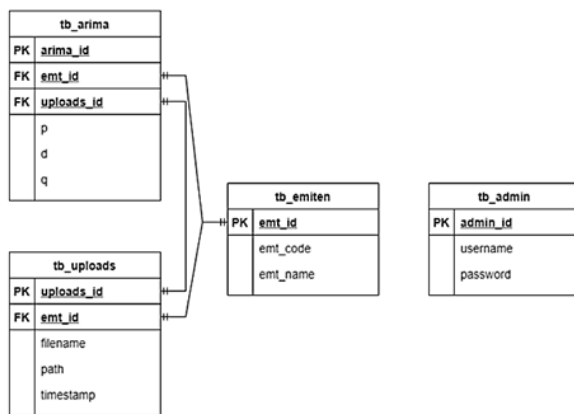 tb_arima
PK arima_id
FK emt_id
FK uploads_id
p
d
q
tb_emiten
PK emt_id
emt_code
emt_name
tb_admin
PK admin_id
username
password
tb_uploads
PK uploads_id
FK emt_id
filename
path
timestamp